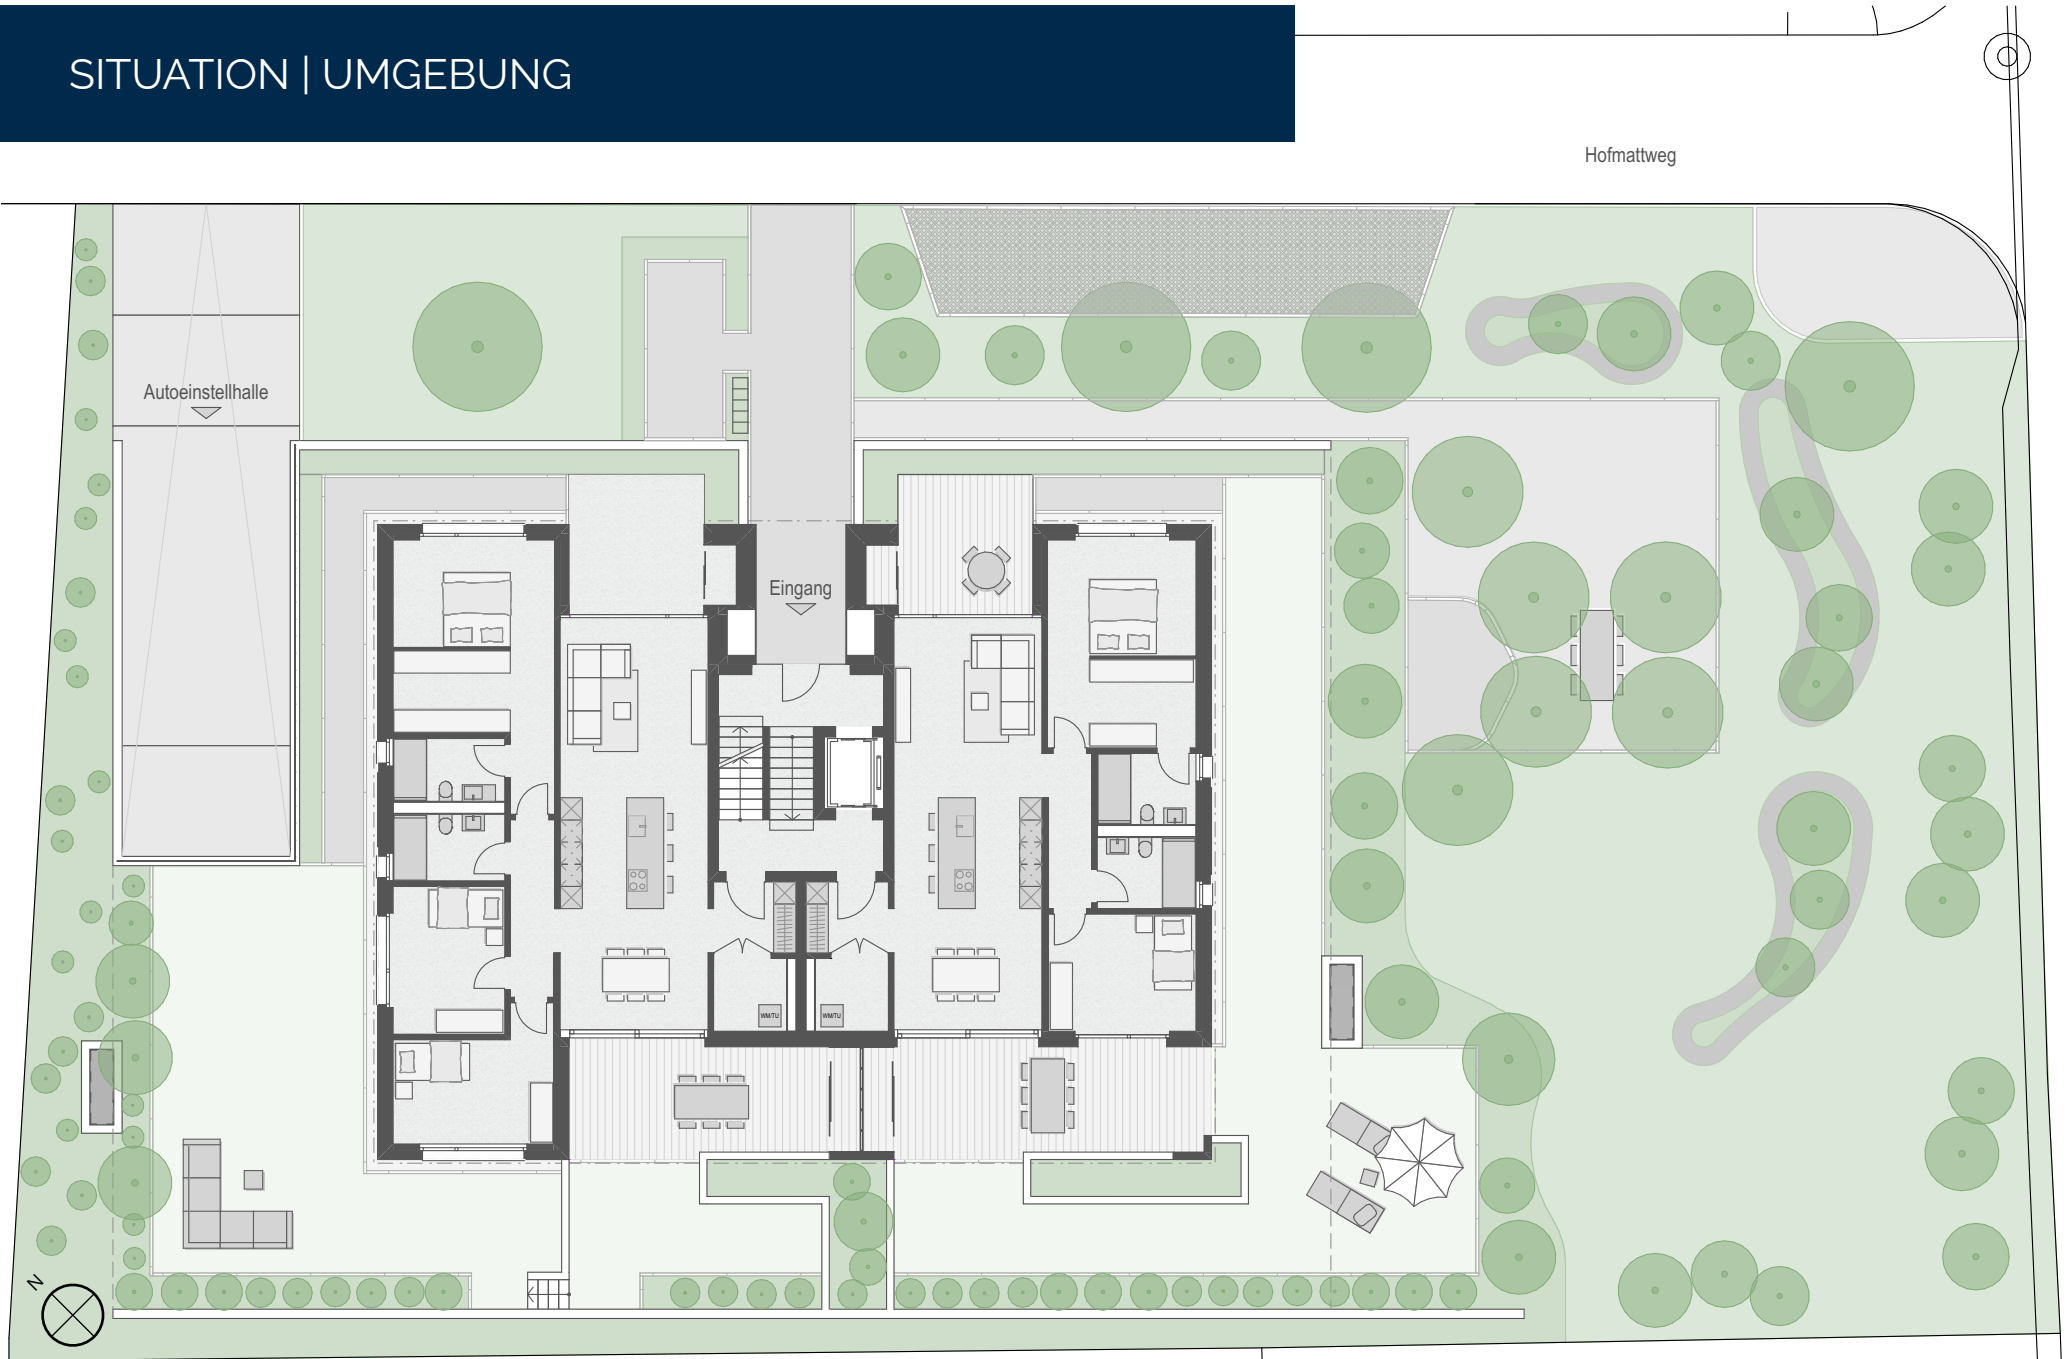 SITUATION | UMGEBUNG
Hofmattweg
Autoeinstellhalle
Eingang
WM/TU
WM/TU
N